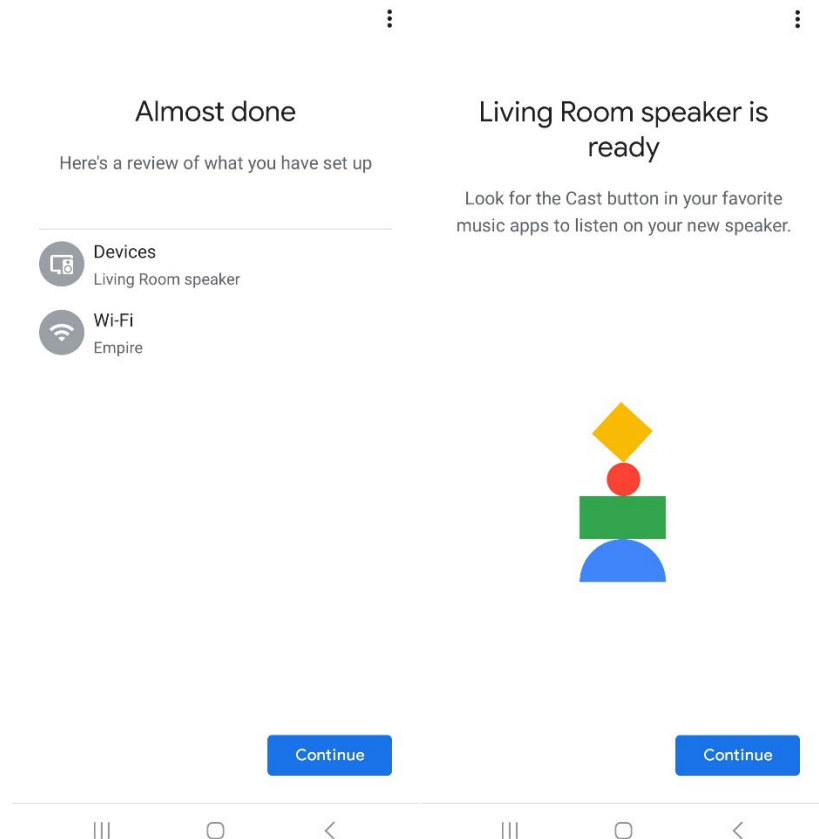 Almost done
Here's a review of what you have set up
Devices
Living Room speaker
Wi-Fi
Empire
Continue
Living Room speaker is
ready
Look for the Cast button in your favorite
music apps to listen on your new speaker.
Continue